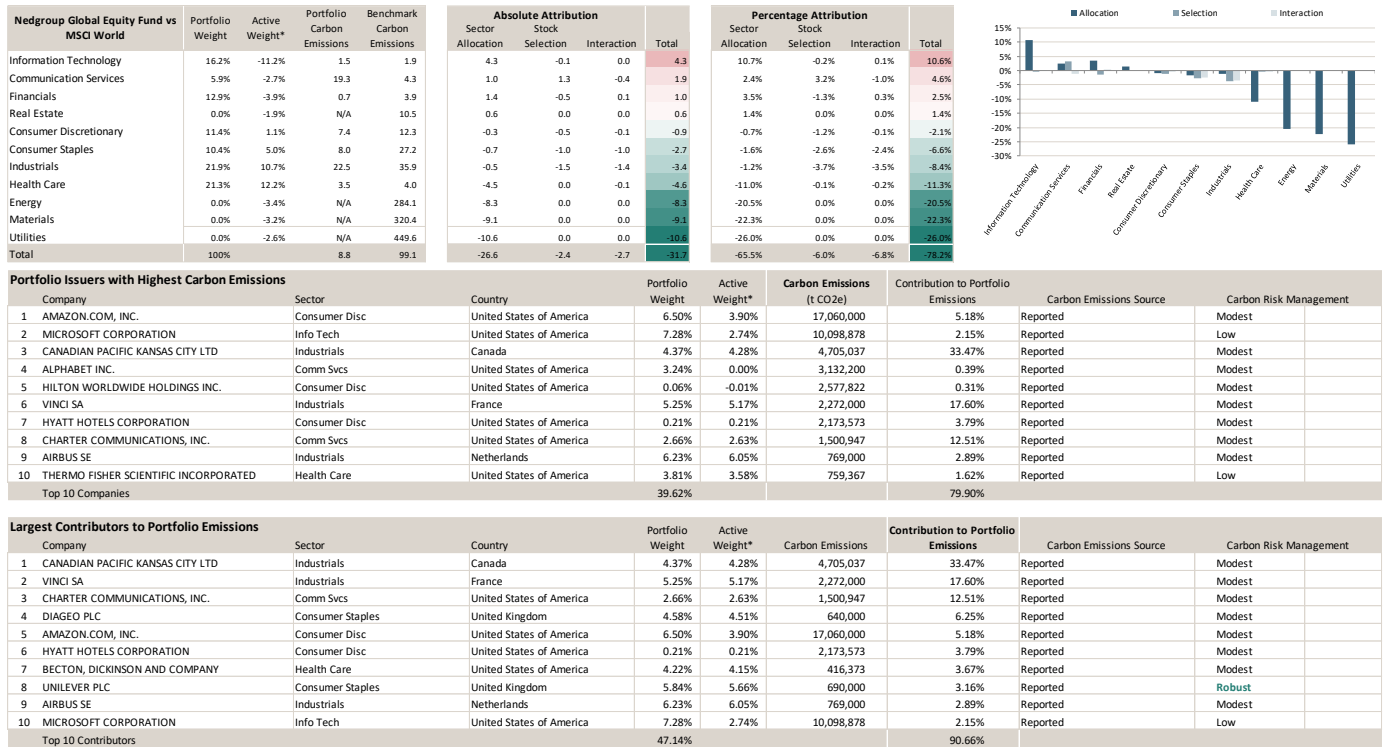 Nedgroup Global Equity Fund vs MSCI World | Portfolio Weight | Active Weight* | Portfolio Carbon Emissions | Benchmark Carbon Emissions
Information Technology 16.2% -11.2% 1.5 1.9
Communication Services 5.9% -2.7% 19.3 4.3
Financials 12.9% -3.9% 0.7 3.9
Real Estate 0.0% -1.9% N/A 10.5
Consumer Discretionary 11.4% 1.1% 7.4 12.3
Consumer Staples 10.4% 5.0% 8.0 27.2
Industrials 21.9% 10.7% 22.5 35.9
Health Care 21.3% 12.2% 3.5 4.0
Energy 0.0% -3.4% N/A 284.1
Materials 0.0% -3.2% N/A 320.4
Utilities 0.0% -2.6% N/A 449.6
Total 100% 8.8 99.1
Absolute Attribution
Sector Allocation | Stock Selection | Interaction | Total
4.3 -0.1 0.0 4.3
1.0 1.3 -0.4 1.9
1.4 -0.5 0.1 1.0
0.6 0.0 0.0 0.6
-0.3 -0.5 -0.1 -0.9
-0.7 -1.0 -1.0 -2.7
-0.5 -1.5 -1.4 -3.4
-4.5 0.0 -0.1 -4.6
-8.3 0.0 0.0 -8.3
-9.1 0.0 0.0 -9.1
-10.6 0.0 0.0 -10.6
-26.6 -2.4 -2.7 -31.7
Percentage Attribution
Sector Allocation | Stock Selection | Interaction | Total
10.7% -0.2% 0.1% 10.6%
2.4% 3.2% -1.0% 4.6%
3.5% -1.3% 0.3% 2.5%
1.4% 0.0% 0.0% 1.4%
-0.7% -1.2% -0.1% -2.1%
-1.6% -2.6% -2.4% -6.6%
-1.2% -3.7% -3.5% -8.4%
-11.0% -0.1% -0.2% -11.3%
-20.5% 0.0% 0.0% -20.5%
-22.3% 0.0% 0.0% -22.3%
-26.0% 0.0% 0.0% -26.0%
-65.5% -6.0% -6.8% -78.2%
Allocation Selection Interaction
15%
10%
5%
0%
-5%
-10%
-15%
-20%
-25%
-30%
Information Technology
Communication Services
Financials
Real Estate
Consumer Discretionary
Consumer Staples
Industrials
Health Care
Energy
Materials
Utilities
Portfolio Issuers with Highest Carbon Emissions
Company | Sector | Country | Portfolio Weight | Active Weight* | Carbon Emissions (t CO2e) | Contribution to Portfolio Emissions | Carbon Emissions Source | Carbon Risk Management
1 AMAZON.COM, INC. Consumer Disc United States of America 6.50% 3.90% 17,060,000 5.18% Reported Modest
2 MICROSOFT CORPORATION Info Tech United States of America 7.28% 2.74% 10,098,878 2.15% Reported Low
3 CANADIAN PACIFIC KANSAS CITY LTD Industrials Canada 4.37% 4.28% 4,705,037 33.47% Reported Modest
4 ALPHABET INC. Comm Svcs United States of America 3.24% 0.00% 3,132,200 0.39% Reported Modest
5 HILTON WORLDWIDE HOLDINGS INC. Consumer Disc United States of America 0.06% -0.01% 2,577,822 0.31% Reported Modest
6 VINCI SA Industrials France 5.25% 5.17% 2,272,000 17.60% Reported Modest
7 HYATT HOTELS CORPORATION Consumer Disc United States of America 0.21% 0.21% 2,173,573 3.79% Reported Modest
8 CHARTER COMMUNICATIONS, INC. Comm Svcs United States of America 2.66% 2.63% 1,500,947 12.51% Reported Modest
9 AIRBUS SE Industrials Netherlands 6.23% 6.05% 769,000 2.89% Reported Modest
10 THERMO FISHER SCIENTIFIC INCORPORATED Health Care United States of America 3.81% 3.58% 759,367 1.62% Reported Low
Top 10 Companies 39.62% 79.90%
Largest Contributors to Portfolio Emissions
Company | Sector | Country | Portfolio Weight | Active Weight* | Carbon Emissions | Contribution to Portfolio Emissions | Carbon Emissions Source | Carbon Risk Management
1 CANADIAN PACIFIC KANSAS CITY LTD Industrials Canada 4.37% 4.28% 4,705,037 33.47% Reported Modest
2 VINCI SA Industrials France 5.25% 5.17% 2,272,000 17.60% Reported Modest
3 CHARTER COMMUNICATIONS, INC. Comm Svcs United States of America 2.66% 2.63% 1,500,947 12.51% Reported Modest
4 DIAGEO PLC Consumer Staples United Kingdom 4.58% 4.51% 640,000 6.25% Reported Modest
5 AMAZON.COM, INC. Consumer Disc United States of America 6.50% 3.90% 17,060,000 5.18% Reported Modest
6 HYATT HOTELS CORPORATION Consumer Disc United States of America 0.21% 0.21% 2,173,573 3.79% Reported Modest
7 BECTON, DICKINSON AND COMPANY Health Care United States of America 4.22% 4.15% 416,373 3.67% Reported Modest
8 UNILEVER PLC Consumer Staples United Kingdom 5.84% 5.66% 690,000 3.16% Reported Robust
9 AIRBUS SE Industrials Netherlands 6.23% 6.05% 769,000 2.89% Reported Modest
10 MICROSOFT CORPORATION Info Tech United States of America 7.28% 2.74% 10,098,878 2.15% Reported Low
Top 10 Contributors 47.14% 90.66%